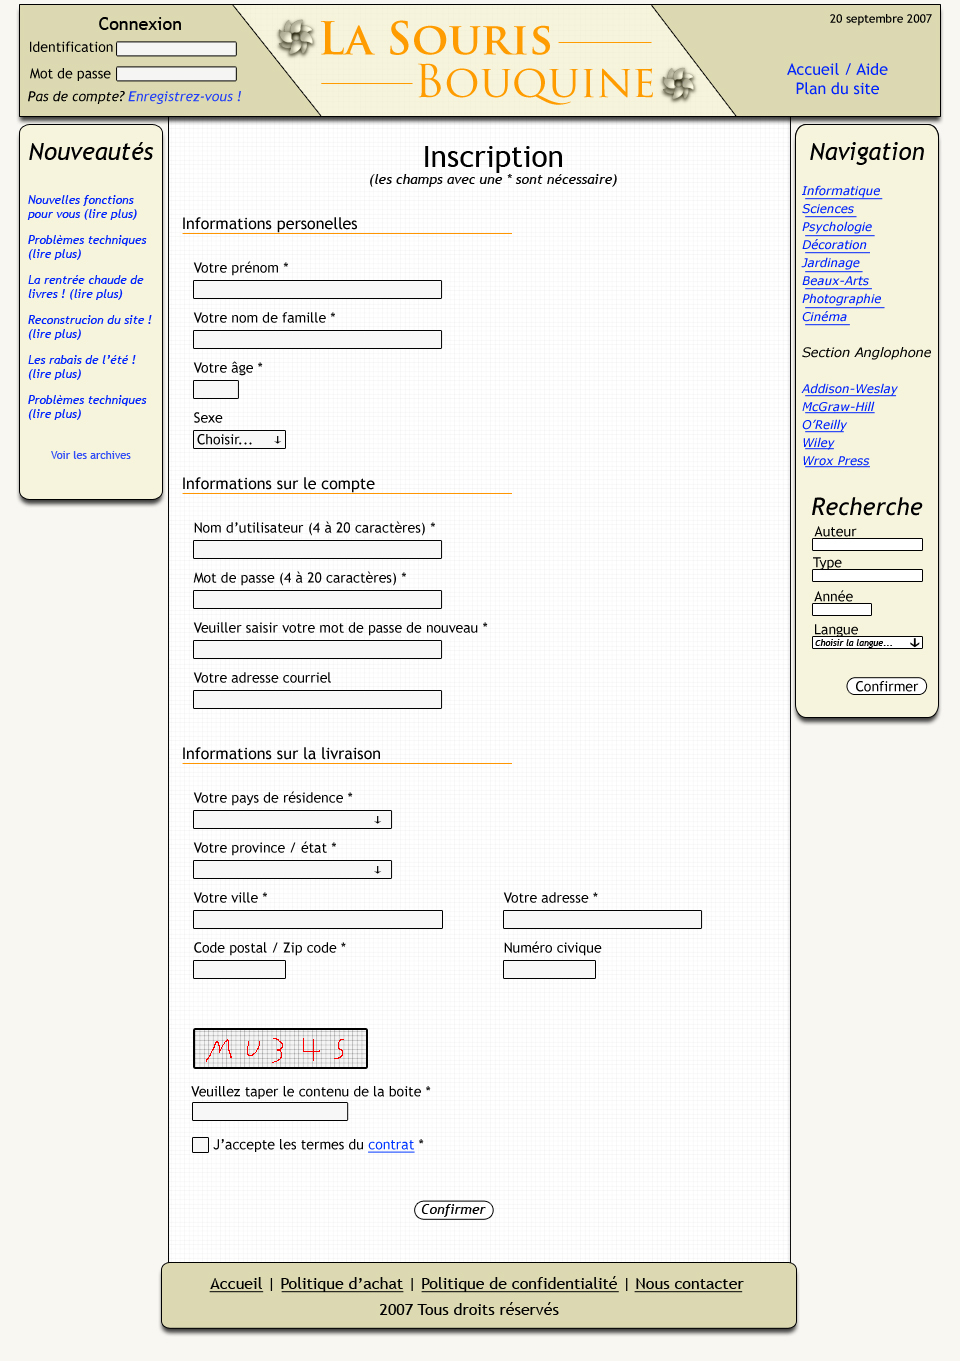 Connexion
Identification
Mot de passe
Pas de compte? Enregistrez-vous !
La Souris
Bouquine
20 septembre 2007
Accueil / Aide
Plan du site
Nouveautés
Nouvelles fonctions
pour vous (lire plus)
Problèmes techniques
(lire plus)
La rentrée chaude de
livres ! (lire plus)
Reconstrucion du site !
(lire plus)
Les rabais de l'été !
(lire plus)
Problèmes techniques
(lire plus)
Voir les archives
Inscription
(les champs avec une * sont nécessaire)
Informations personelles
Votre prénom *
Votre nom de famille *
Votre âge *
Sexe
Choisir... ↓
Informations sur le compte
Nom d'utilisateur (4 à 20 caractères) *
Mot de passe (4 à 20 caractères) *
Veuiller saisir votre mot de passe de nouveau *
Votre adresse courriel
Informations sur la livraison
Votre pays de résidence *
↓
Votre province / état *
↓
Votre ville * Votre adresse *
Code postal / Zip code * Numéro civique
MU345
Veuillez taper le contenu de la boite *
J'accepte les termes du contrat *
Confirmer
Navigation
Informatique
Sciences
Psychologie
Décoration
Jardinage
Beaux-Arts
Photographie
Cinéma
Section Anglophone
Addison-Weslay
McGraw-Hill
O'Reilly
Wiley
Wrox Press
Recherche
Auteur
Type
Année
Langue
Choisir la langue... ↓
Confirmer
Accueil | Politique d'achat | Politique de confidentialité | Nous contacter
2007 Tous droits réservés